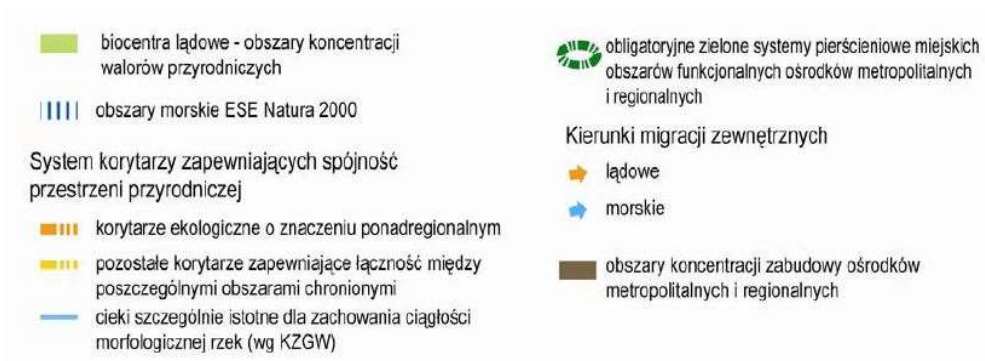 biocentra lądowe - obszary koncentracji
walorów przyrodniczych
obszary morskie ESE Natura 2000
System korytarzy zapewniających spójność
przestrzeni przyrodniczej
korytarze ekologiczne o znaczeniu ponadregionalnym
pozostałe korytarze zapewniające łączność między
poszczególnymi obszarami chronionymi
cieki szczególnie istotne dla zachowania ciągłości
morfologicznej rzek (wg KZGW)
obligatoryjne zielone systemy pierścieniowe miejskich
obszarów funkcjonalnych ośrodków metropolitalnych
i regionalnych
Kierunki migracji zewnętrznych
lądowe
morskie
obszary koncentracji zabudowy ośrodków
metropolitalnych i regionalnych